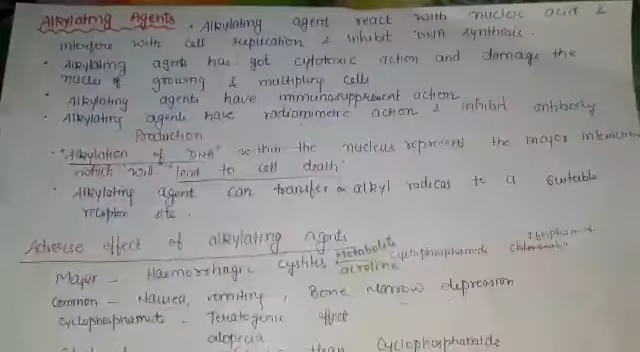 Alkylating Agents • Alkylating agent react with nucleic acid &
interfere with cell replication & inhibit DNA synthesis.
• Alkylating agents has got cytotoxic action and damage the
nuclei of growing & multiplying cells
• Alkylating agents have immunosuppressent action
• Alkylating agents have radiomimetic action & inhibit antibody
Production
• "Alkylation of DNA" within the nucleus represents the major interaction
which will "lead to cell death"
• Alkylating agent can transfer an alkyl radical to a suitable
receptor site.
Adverse effect of alkylating agents
Major - Haemorrhagic Cystitis Metabolite acroline cyclophosphamide Ifosphamide
Common - Nausea, vomiting, Bone marrow depression
cyclophosphamide - Teratogenic effect
alopecia
than Cyclophosphamide